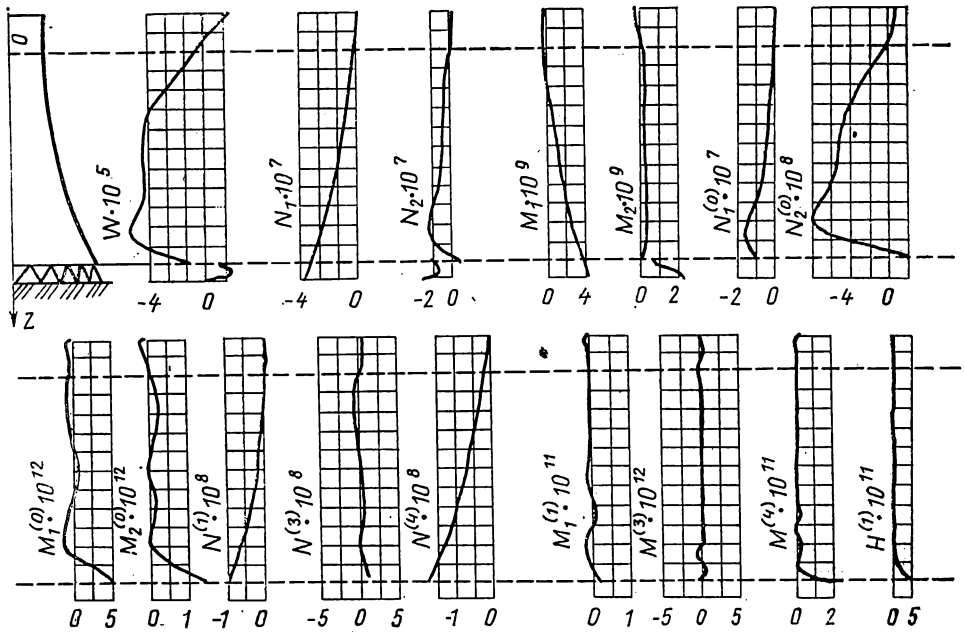 0
W·10⁵
N₁·10⁷
N₂·10⁷
M₁·10⁹
M₂·10⁹
N₁⁽⁰⁾·10⁷
N₂⁽⁰⁾·10⁸
-4 0 -4 0 -2 0 0 4 0 2 -2 0 -4 0
Z
M₁⁽⁰⁾·10¹²
M₂⁽⁰⁾·10¹²
N⁽¹⁾·10⁸
N⁽³⁾·10⁸
N⁽⁴⁾·10⁸
M₁⁽¹⁾·10¹¹
M⁽³⁾·10¹²
M⁽⁴⁾·10¹¹
H⁽¹⁾·10¹¹
0 5 0 1 -1 0 -5 0 5 -1 0 0 1 -5 0 5 0 2 0 5